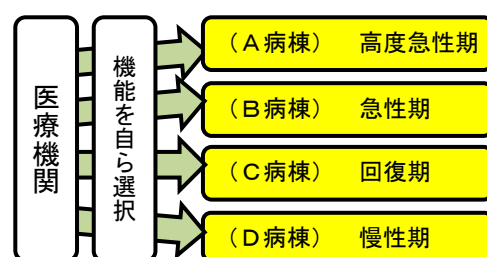 医療機関
機能を自ら選択
（Ａ病棟）　高度急性期
（Ｂ病棟）　急性期
（Ｃ病棟）　回復期
（Ｄ病棟）　慢性期